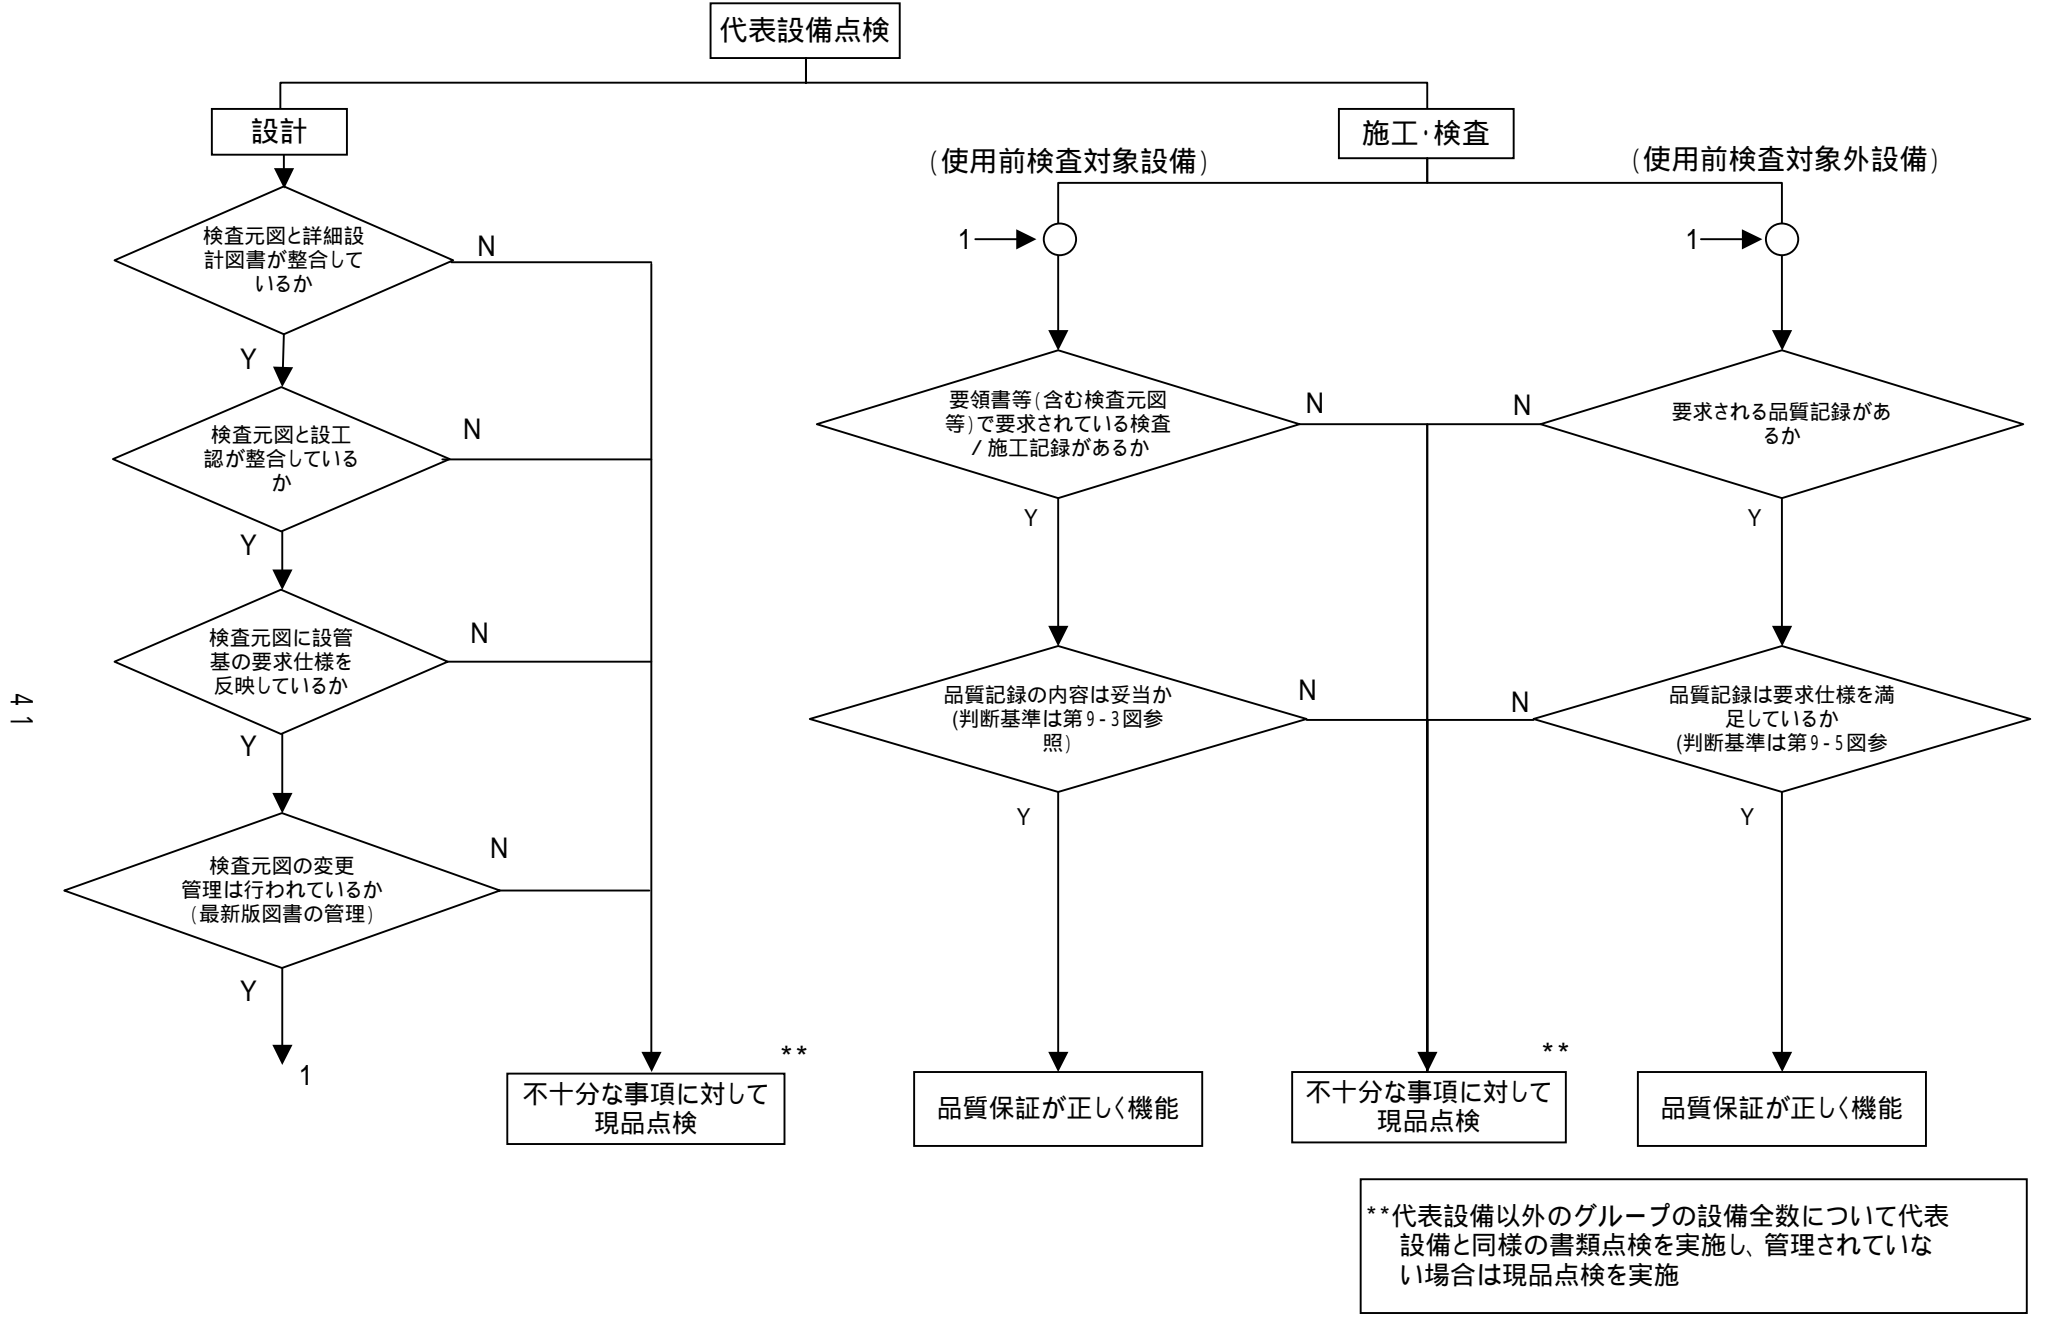 代表設備点検
設計
検査元図と詳細設
計図書が整合して
いるか
N
Y
検査元図と設工
認が整合している
か
N
Y
検査元図に設管
基の要求仕様を
反映しているか
N
Y
検査元図の変更
管理は行われているか
(最新版図書の管理)
N
Y
1
**
不十分な事項に対して
現品点検
施工・検査
(使用前検査対象設備)
1
要領書等(含む検査元図
等)で要求されている検査
/施工記録があるか
N
Y
品質記録の内容は妥当か
(判断基準は第9-3図参
照)
N
Y
品質保証が正しく機能
(使用前検査対象外設備)
1
要求される品質記録があ
るか
N
Y
品質記録は要求仕様を満
足しているか
(判断基準は第9-5図参
N
Y
**
不十分な事項に対して
現品点検
品質保証が正しく機能
**代表設備以外のグループの設備全数について代表
設備と同様の書類点検を実施し、管理されていな
い場合は現品点検を実施
41